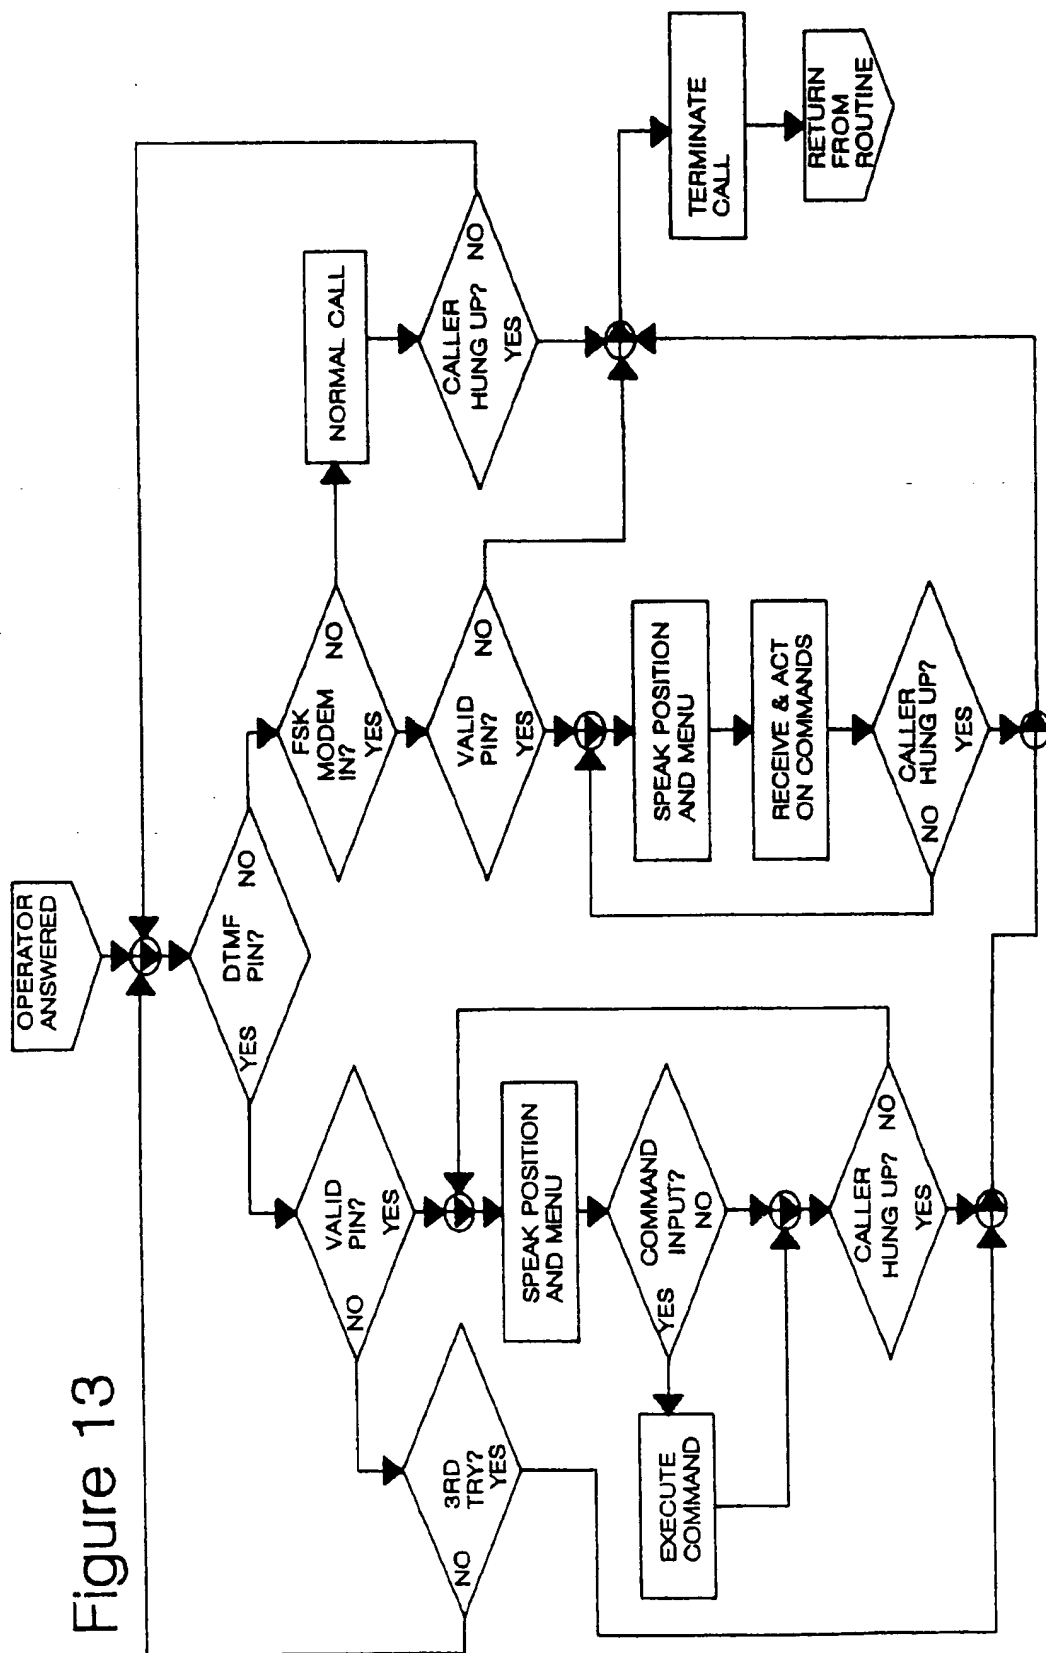 Figure 13
OPERATOR
ANSWERED
DTMF
PIN?
YES
NO
VALID
PIN?
NO
YES
3RD
TRY?
YES
NO
SPEAK POSITION
AND MENU
COMMAND
INPUT?
YES
NO
EXECUTE
COMMAND
CALLER
HUNG UP?
NO
YES
FSK
MODEM
IN?
NO
YES
VALID
PIN?
NO
YES
SPEAK POSITION
AND MENU
RECEIVE & ACT
ON COMMANDS
CALLER
HUNG UP?
NO
YES
NORMAL CALL
CALLER
HUNG UP?
NO
YES
TERMINATE
CALL
RETURN
FROM
ROUTINE